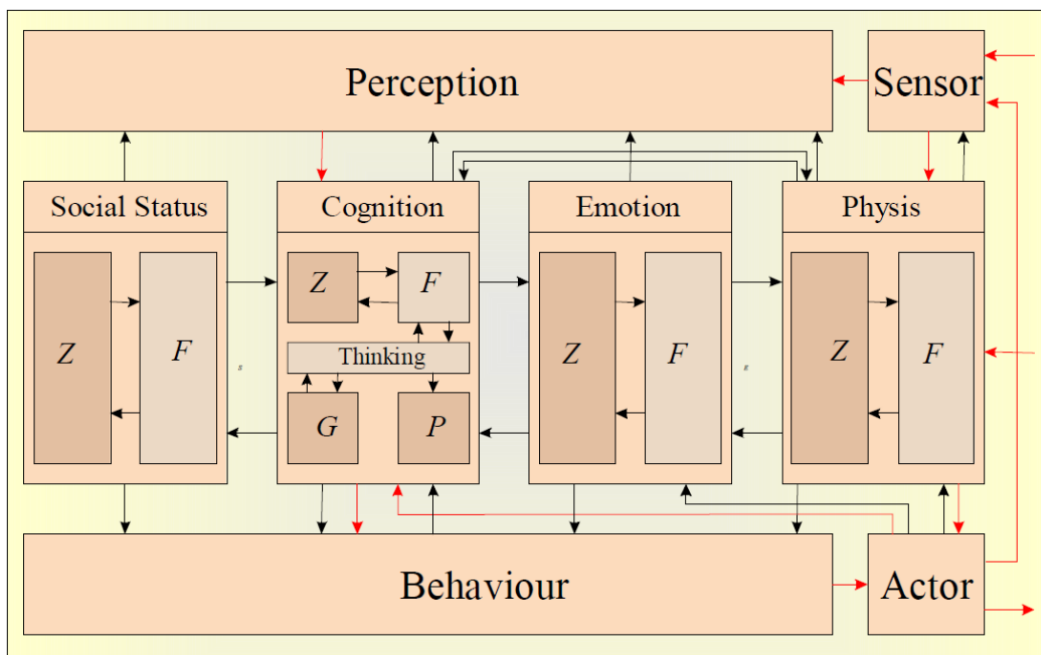 Perception
Sensor
Social Status
Cognition
Emotion
Physis
Z
F
Z
F
Thinking
G
P
Z
F
Z
F
Behaviour
Actor